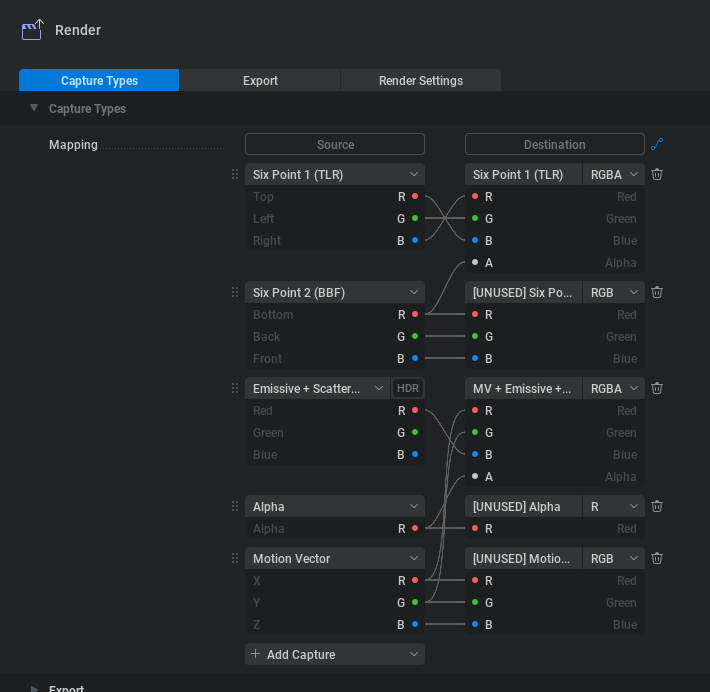 Render
Capture Types Export Render Settings
Capture Types
Mapping Source Destination
Six Point 1 (TLR) Six Point 1 (TLR) RGBA
Top R R Red
Left G G Green
Right B B Blue
A Alpha
Six Point 2 (BBF) [UNUSED] Six Po... RGB
Bottom R R Red
Back G G Green
Front B B Blue
Emissive + Scatter... HDR MV + Emissive +... RGBA
Red R R Red
Green G G Green
Blue B B Blue
A Alpha
Alpha [UNUSED] Alpha R
Alpha R R Red
Motion Vector [UNUSED] Motio... RGB
X R R Red
Y G G Green
Z B B Blue
+ Add Capture
Export